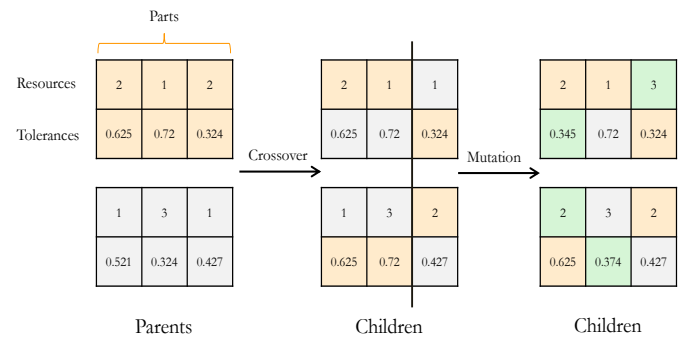 Parts
Resources 2 1 2 2 1 1 2 1 3
Tolerances 0.625 0.72 0.324 0.625 0.72 0.324 0.345 0.72 0.324
Crossover Mutation
1 3 1 1 3 2 2 3 2
0.521 0.324 0.427 0.625 0.72 0.427 0.625 0.374 0.427
Parents Children Children